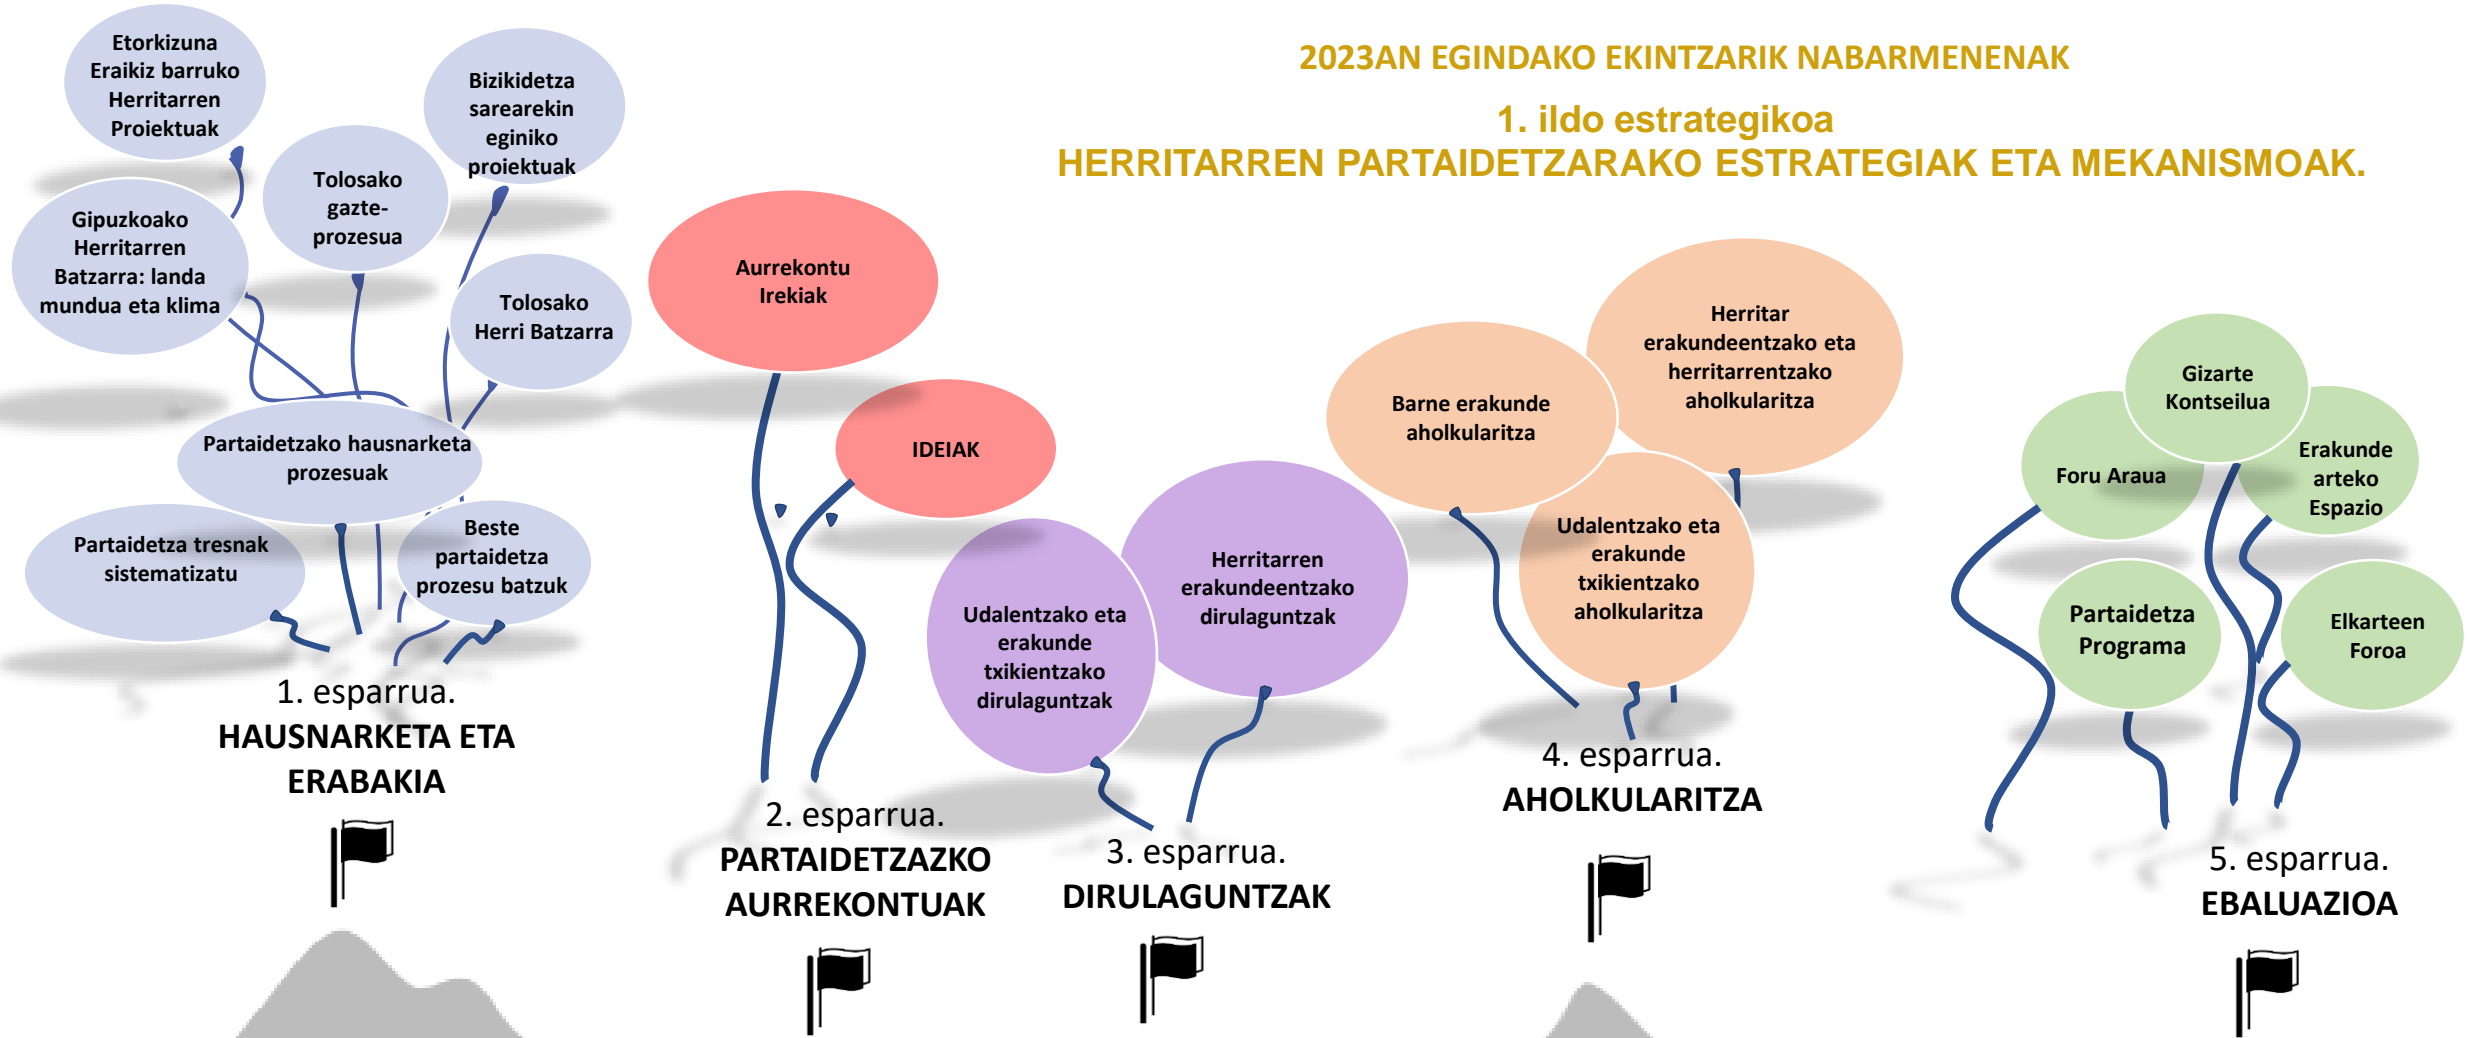 2023AN EGINDAKO EKINTZARIK NABARMENENAK
1. ildo estrategikoa
HERRITARREN PARTAIDETZARAKO ESTRATEGIAK ETA MEKANISMOAK.
Etorkizuna
Eraikiz barruko
Herritarren
Proiektuak
Bizikidetza
sarearekin
eginiko
proiektuak
Tolosako
gazte-
prozesua
Gipuzkoako
Herritarren
Batzarra: landa
mundua eta klima
Tolosako
Herri Batzarra
Partaidetzako hausnarketa
prozesuak
Partaidetza tresnak
sistematizatu
Beste
partaidetza
prozesu batzuk
1. esparrua.
HAUSNARKETA ETA
ERABAKIA
Aurrekontu
Irekiak
IDEIAK
2. esparrua.
PARTAIDETZAZKO
AURREKONTUAK
Udalentzako eta
erakunde
txikientzako
dirulaguntzak
Herritarren
erakundeentzako
dirulaguntzak
3. esparrua.
DIRULAGUNTZAK
Barne erakunde
aholkularitza
Herritar
erakundeentzako eta
herritarrentzako
aholkularitza
Udalentzako eta
erakunde
txikientzako
aholkularitza
4. esparrua.
AHOLKULARITZA
Gizarte
Kontseilua
Foru Araua
Erakunde
arteko
Espazio
Partaidetza
Programa
Elkarteen
Foroa
5. esparrua.
EBALUAZIOA